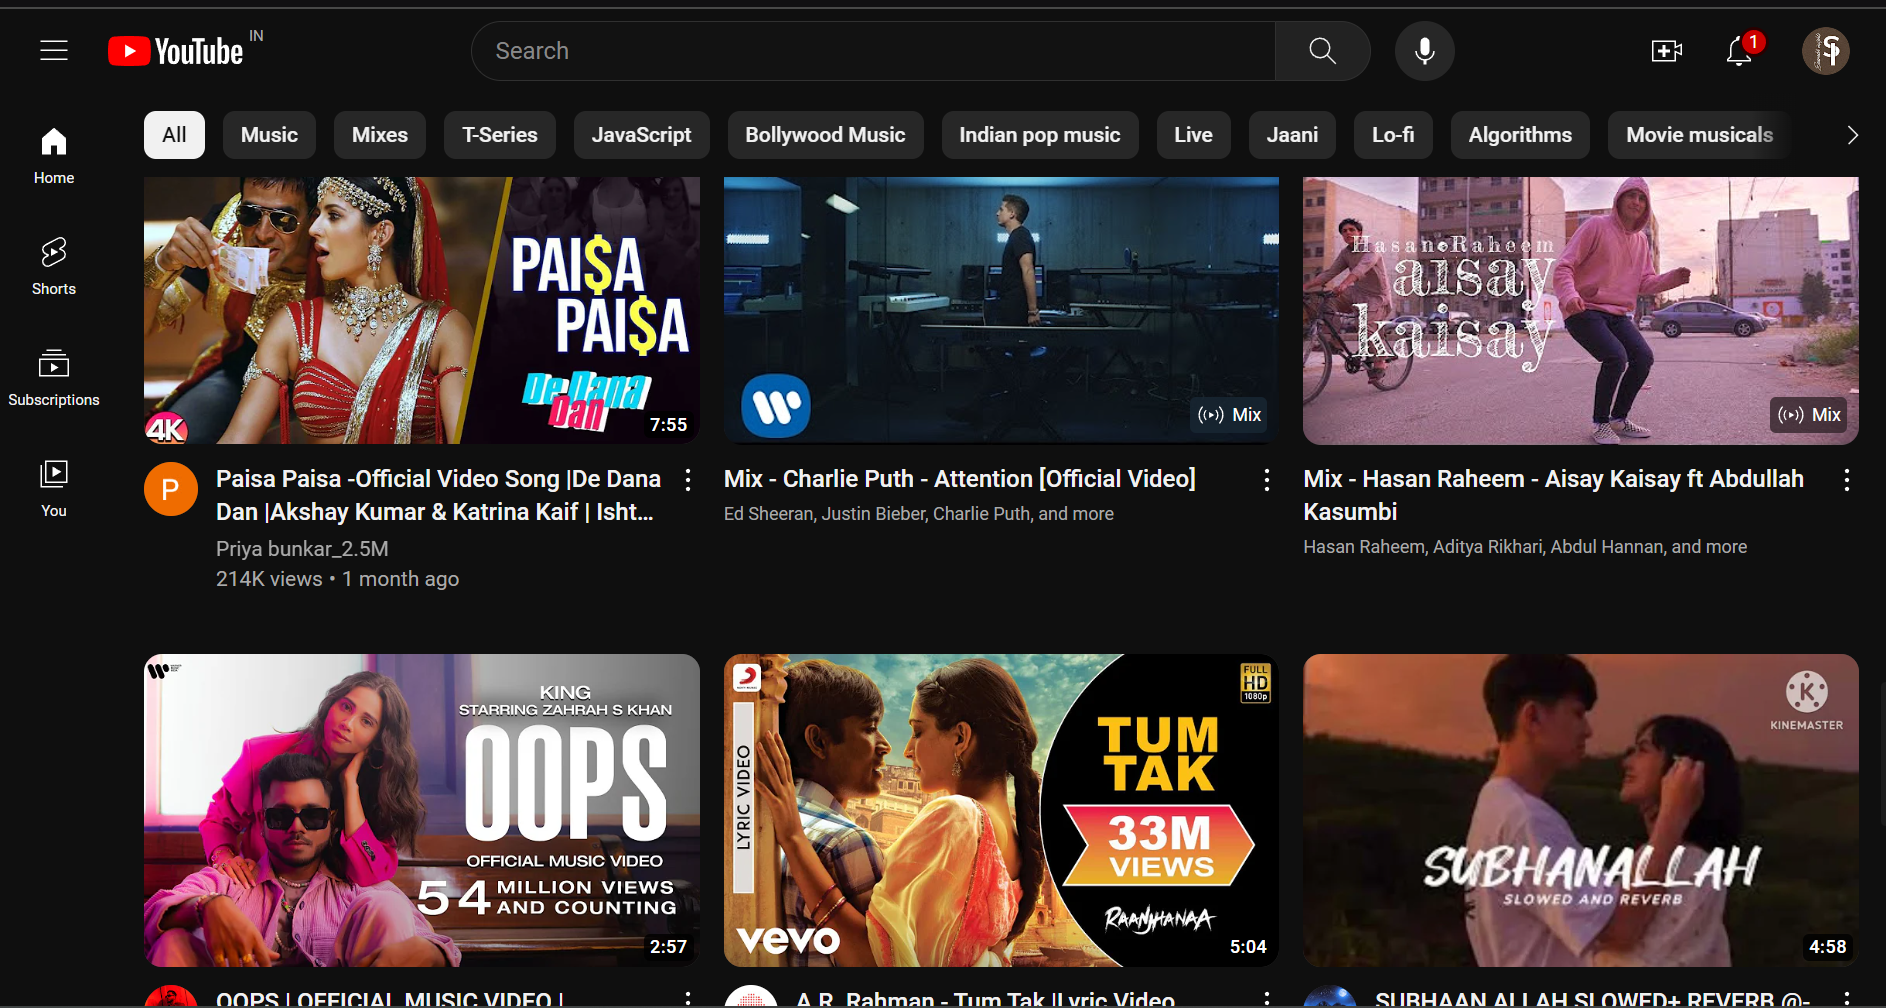 YouTube IN
Search
1
All
Music
Mixes
T-Series
JavaScript
Bollywood Music
Indian pop music
Live
Jaani
Lo-fi
Algorithms
Movie musicals
Home
Shorts
Subscriptions
You
PAI$A
PAI$A
De Dana
Dan
4K
7:55
Mix
Hasan Raheem
aisay
kaisay
Mix
P
Paisa Paisa -Official Video Song |De Dana
Dan |Akshay Kumar & Katrina Kaif | Isht...
Priya bunkar_2.5M
214K views • 1 month ago
Mix - Charlie Puth - Attention [Official Video]
Ed Sheeran, Justin Bieber, Charlie Puth, and more
Mix - Hasan Raheem - Aisay Kaisay ft Abdullah
Kasumbi
Hasan Raheem, Aditya Rikhari, Abdul Hannan, and more
KING
STARRING ZAHRAH S KHAN
OOPS
OFFICIAL MUSIC VIDEO
54 MILLION VIEWS
AND COUNTING
2:57
LYRIC VIDEO
FULL
HD
1080p
TUM
TAK
33M
VIEWS
RAANJHANAA
vevo
5:04
K
KINEMASTER
SUBHANALLAH
SLOWED AND REVERB
4:58
OOPS | OFFICIAL MUSIC VIDEO |
A.R. Rahman - Tum Tak |Lyric Video
SUBHAAN ALLAH SLOWED+ REVERB @-